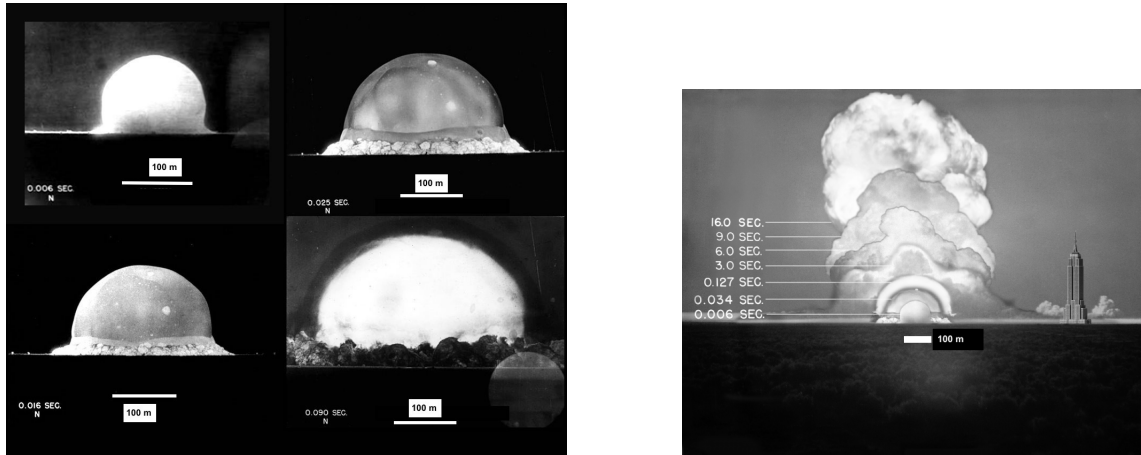 100 m
0.006 SEC.
N
100 m
0.025 SEC.
N
0.016 SEC.
N
100 m
100 m
0.090 SEC.
N
16.0 SEC.
9.0 SEC.
6.0 SEC.
3.0 SEC.
0.127 SEC.
0.034 SEC.
0.006 SEC.
100 m